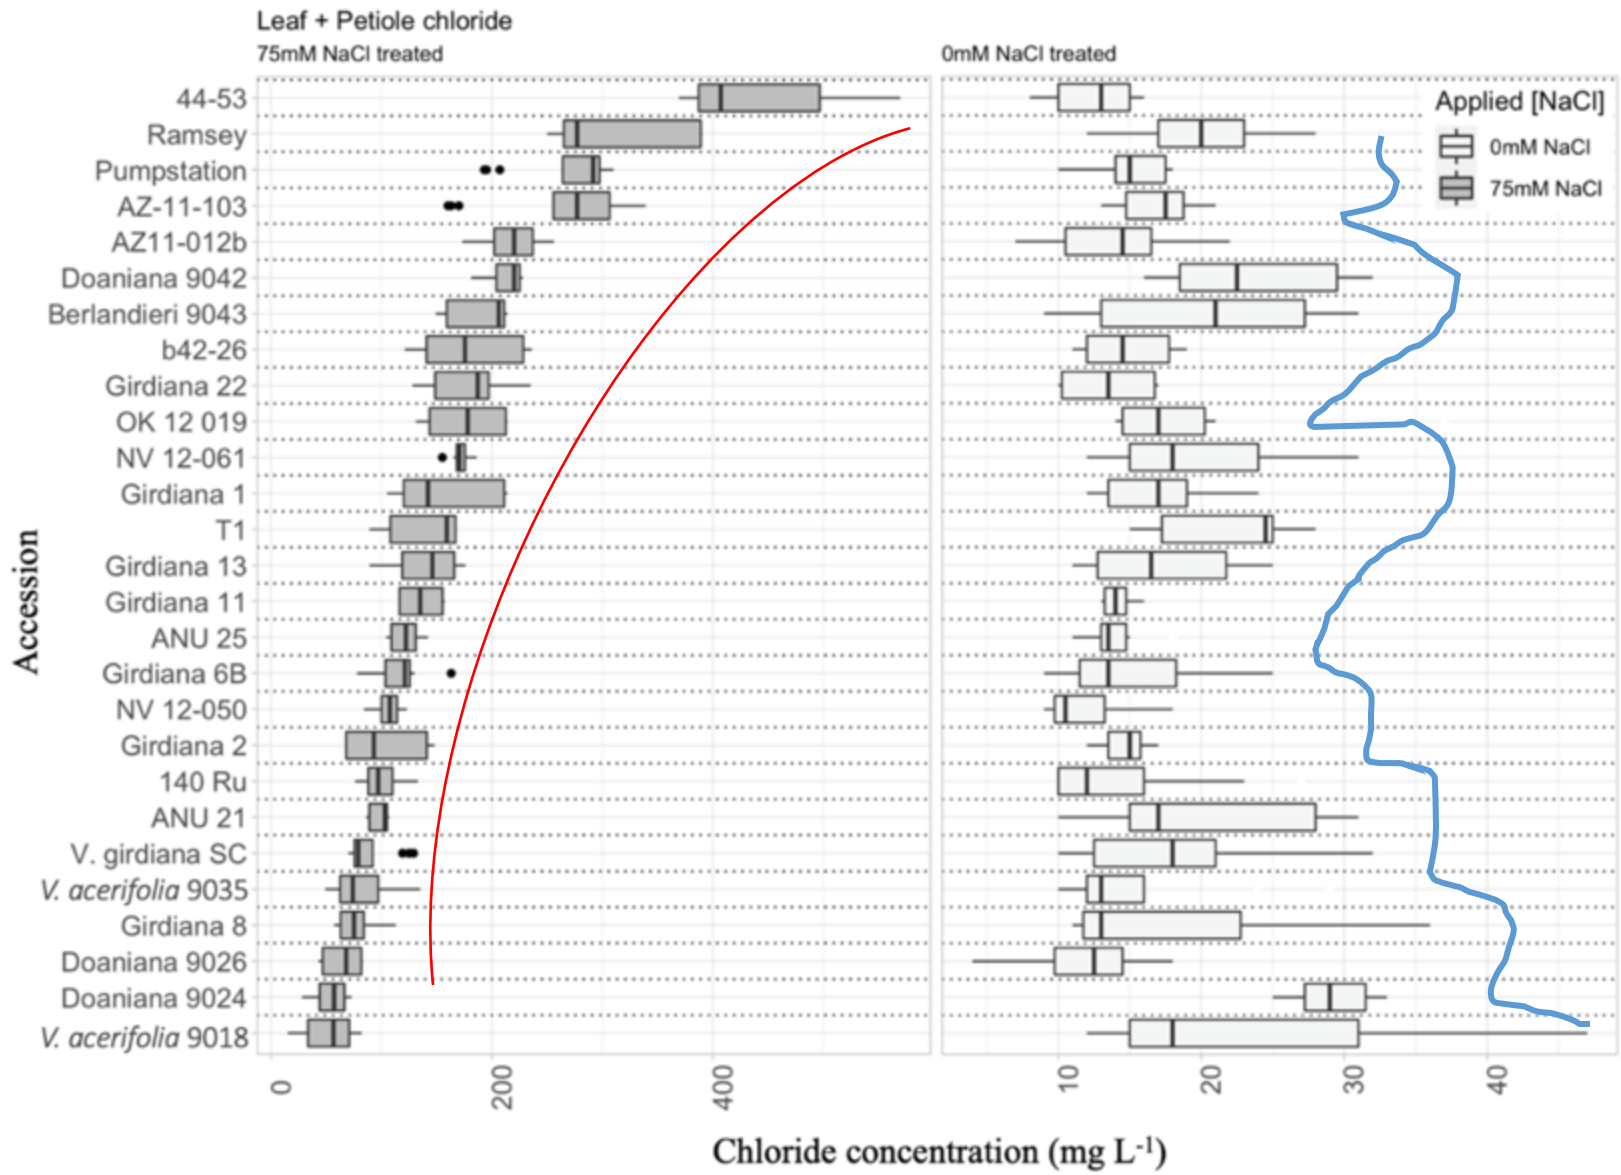 Leaf + Petiole chloride
75mM NaCl treated
0mM NaCl treated
Applied [NaCl]
0mM NaCl
75mM NaCl
Accession
44-53
Ramsey
Pumpstation
AZ-11-103
AZ11-012b
Doaniana 9042
Berlandieri 9043
b42-26
Girdiana 22
OK 12 019
NV 12-061
Girdiana 1
T1
Girdiana 13
Girdiana 11
ANU 25
Girdiana 6B
NV 12-050
Girdiana 2
140 Ru
ANU 21
V. girdiana SC
V. acerifolia 9035
Girdiana 8
Doaniana 9026
Doaniana 9024
V. acerifolia 9018
0 200 400
10 20 30 40
Chloride concentration (mg L⁻¹)